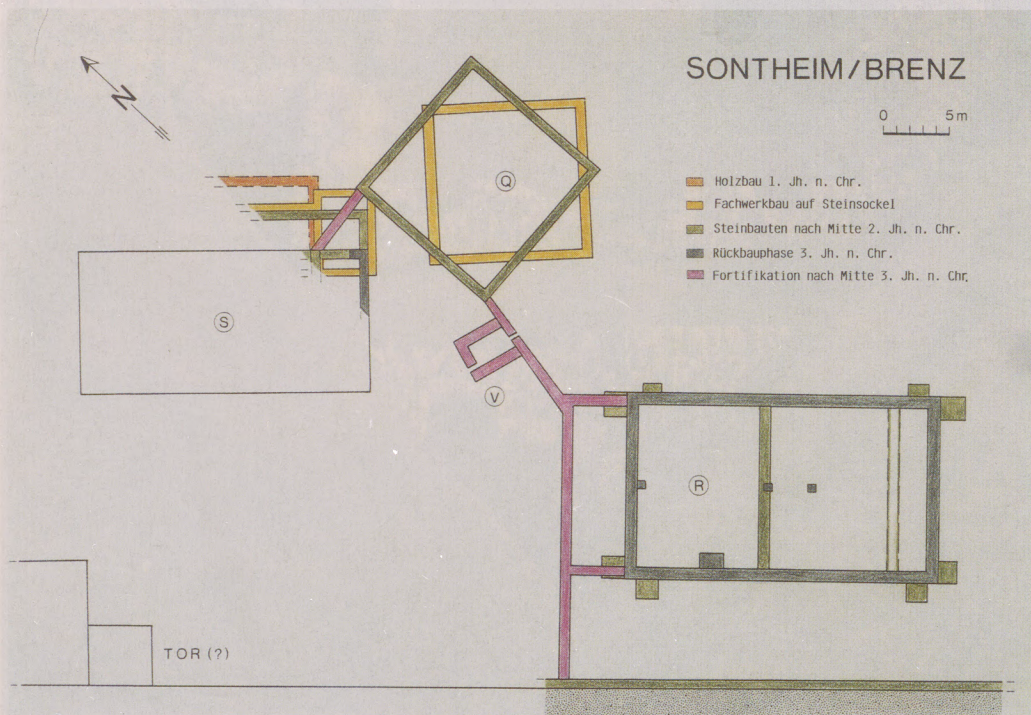 SONTHEIM/BRENZ
N
0 5m
Holzbau 1. Jh. n. Chr.
Fachwerkbau auf Steinsockel
Steinbauten nach Mitte 2. Jh. n. Chr.
Rückbauphase 3. Jh. n. Chr.
Fortifikation nach Mitte 3. Jh. n. Chr.
Q
S
V
R
TOR (?)